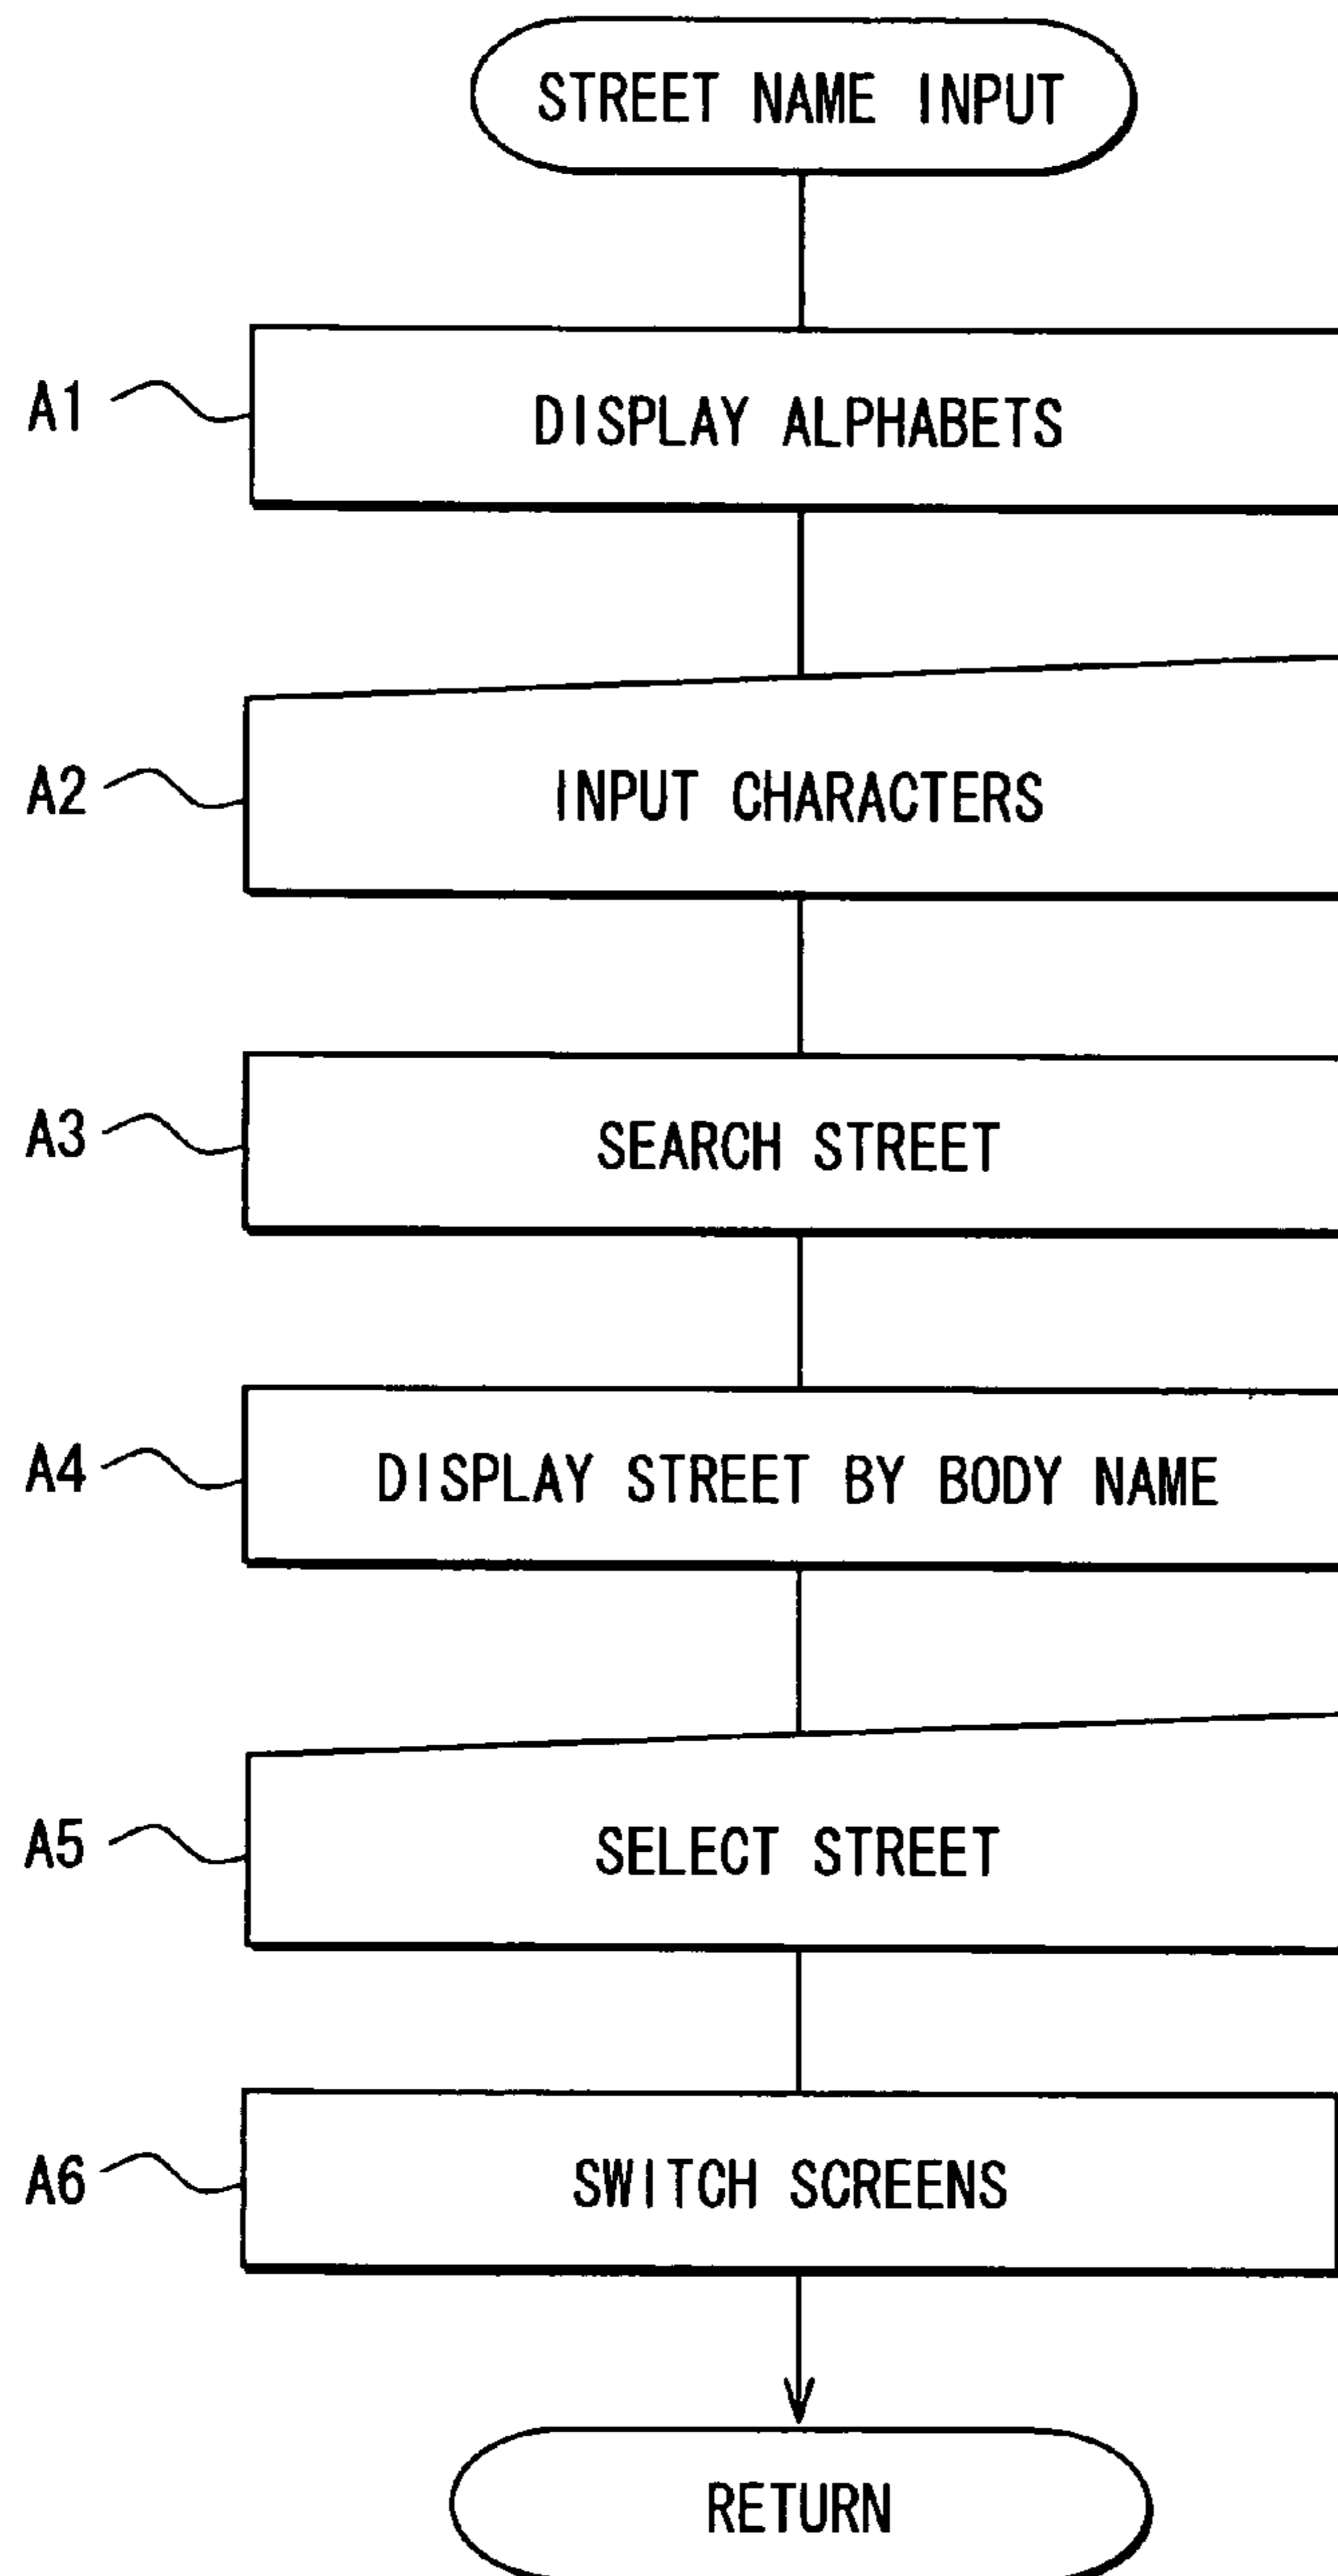 STREET NAME INPUT
A1 DISPLAY ALPHABETS
A2 INPUT CHARACTERS
A3 SEARCH STREET
A4 DISPLAY STREET BY BODY NAME
A5 SELECT STREET
A6 SWITCH SCREENS
RETURN